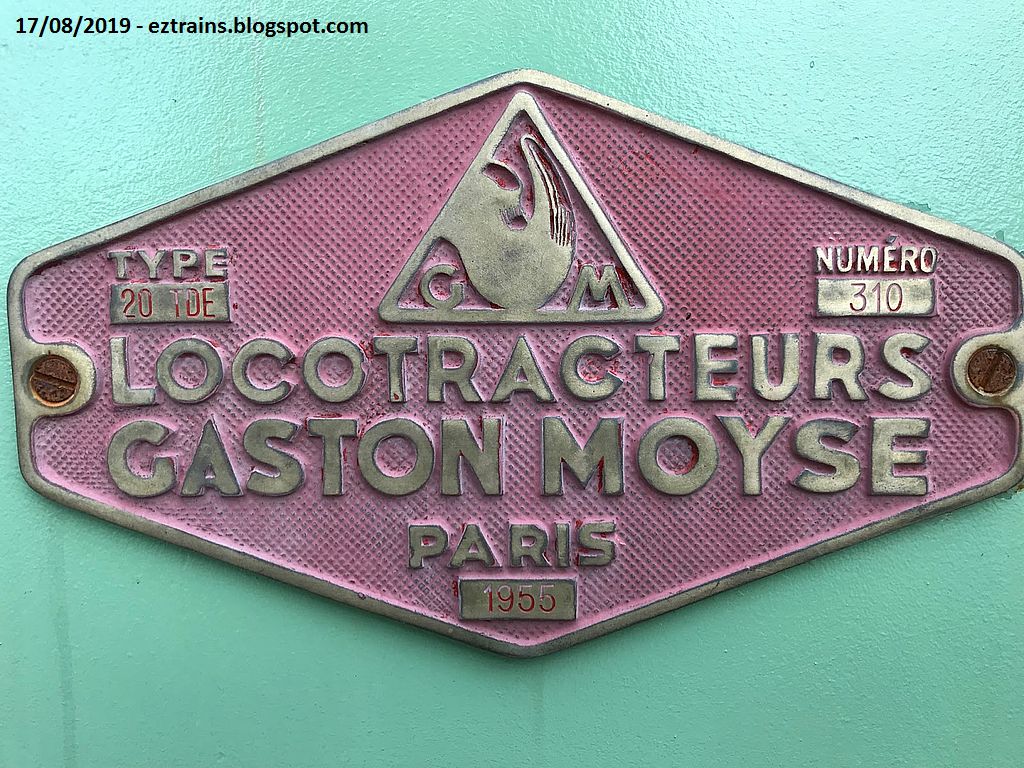 17/08/2019 - eztrains.blogspot.com
G M
TYPE
20 TDE
NUMÉRO
310
LOCOTRACTEURS
GASTON MOYSE
PARIS
1955